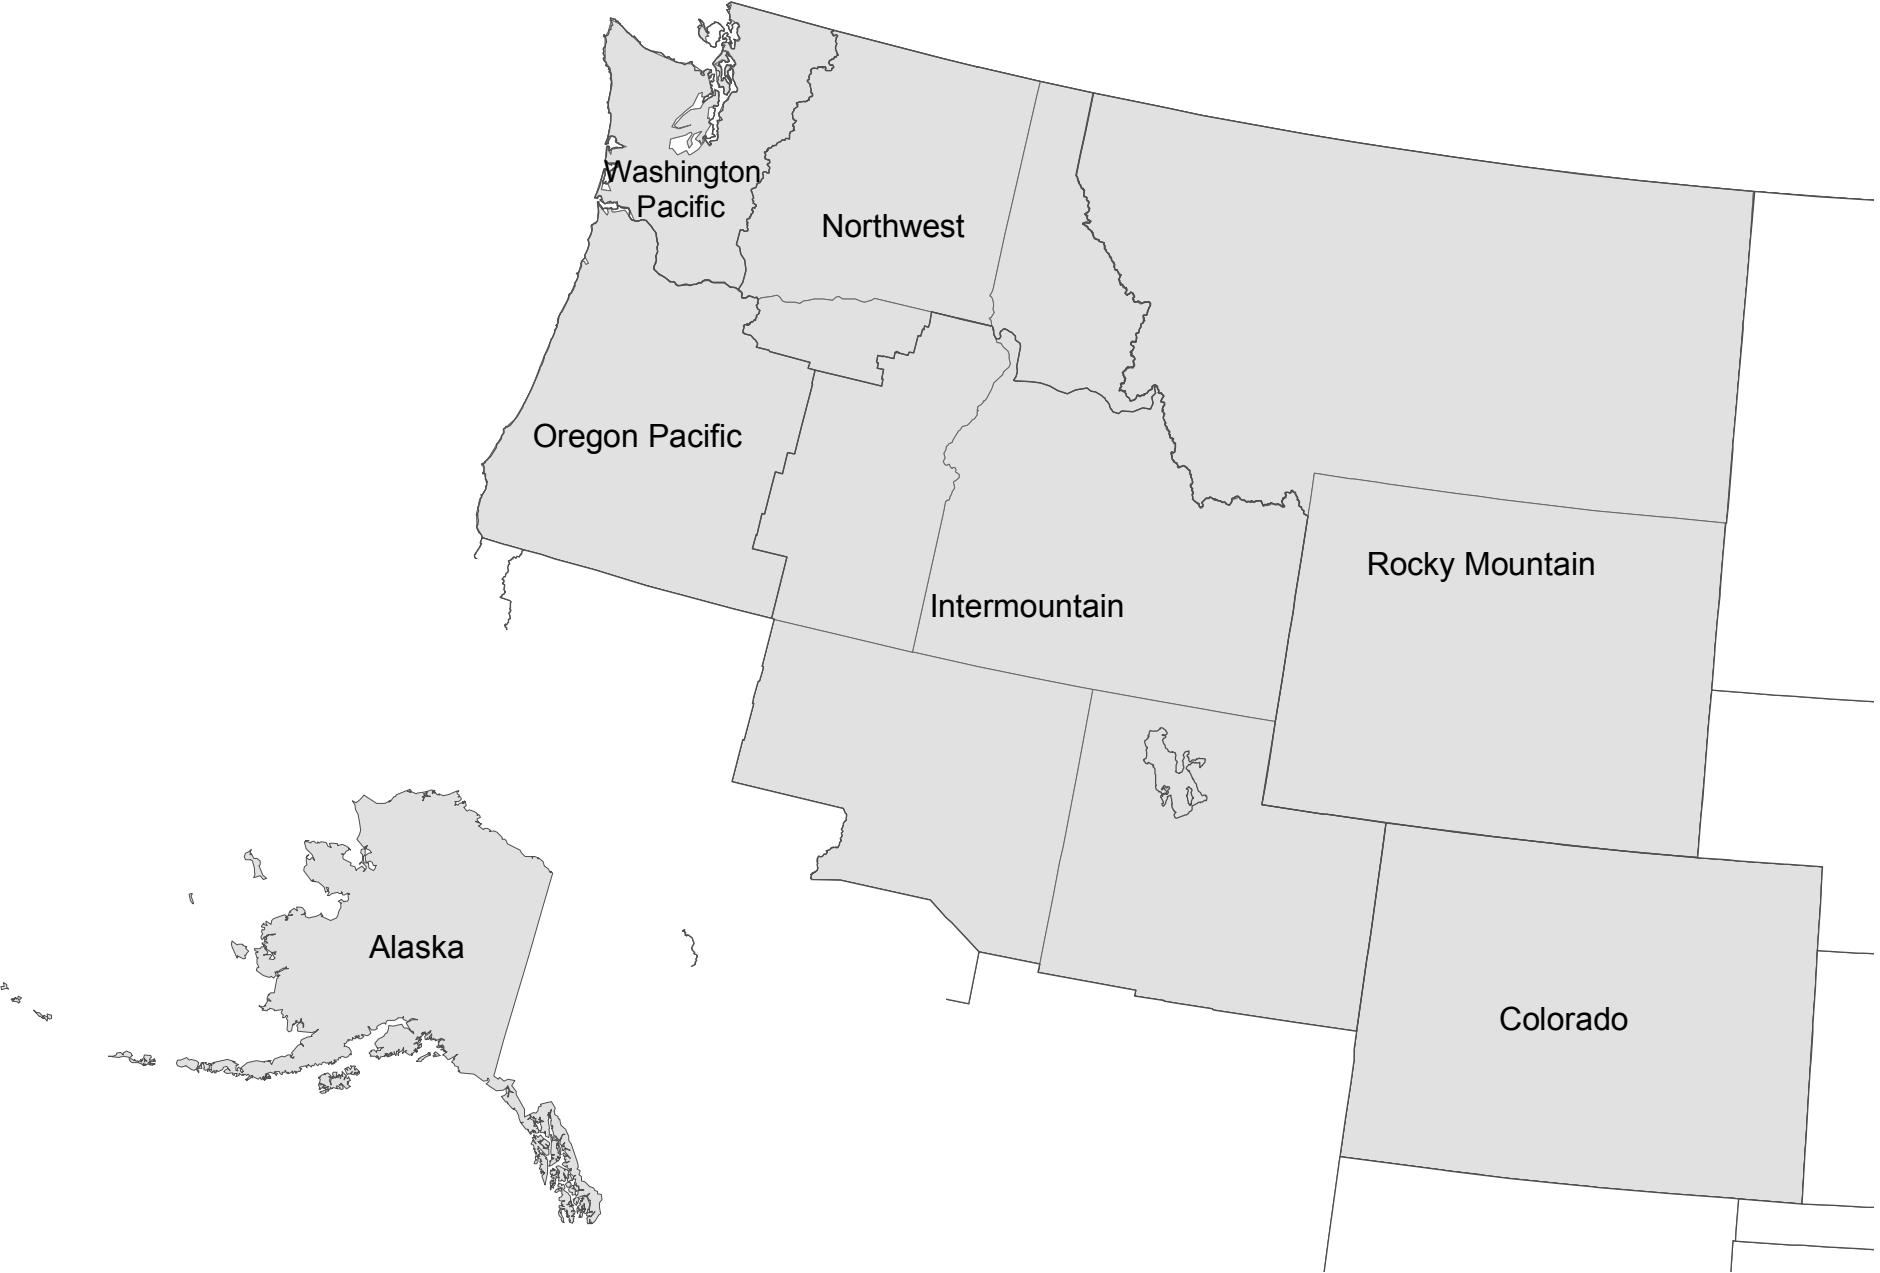 Washington
Pacific
Northwest
Oregon Pacific
Rocky Mountain
Intermountain
Alaska
Colorado